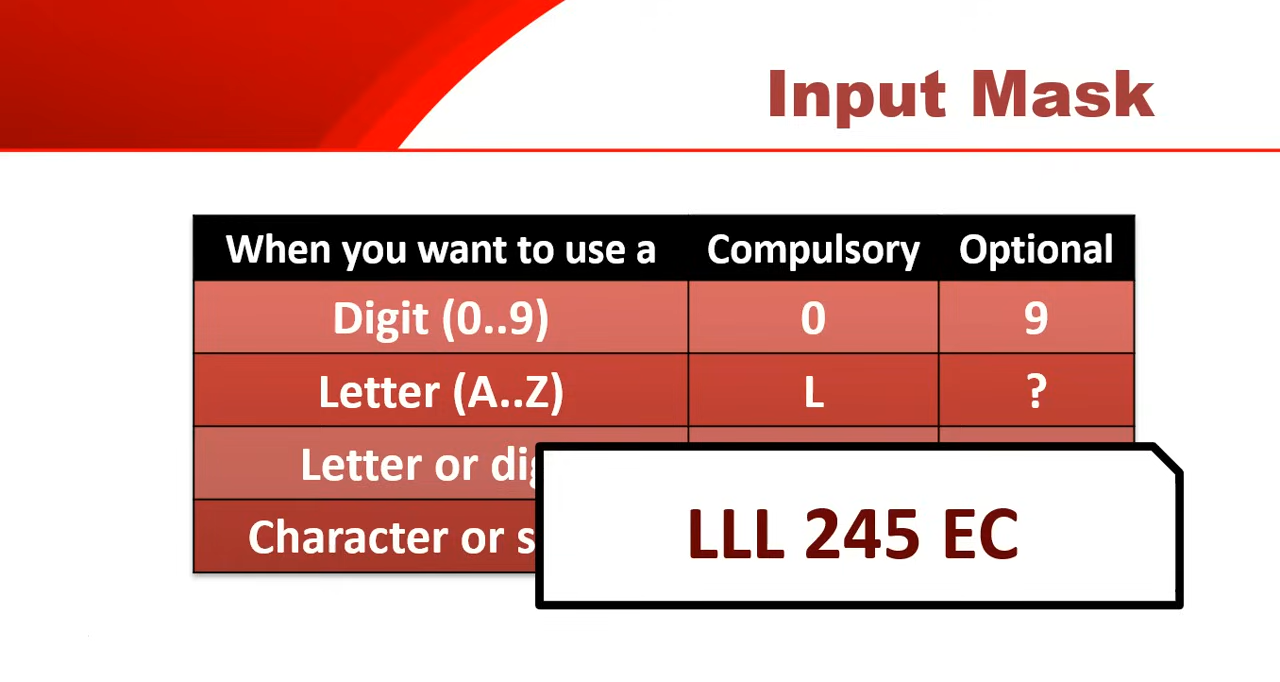 Input Mask
When you want to use a Compulsory Optional
Digit (0..9) 0 9
Letter (A..Z) L ?
Letter or
Character or
LLL 245 EC